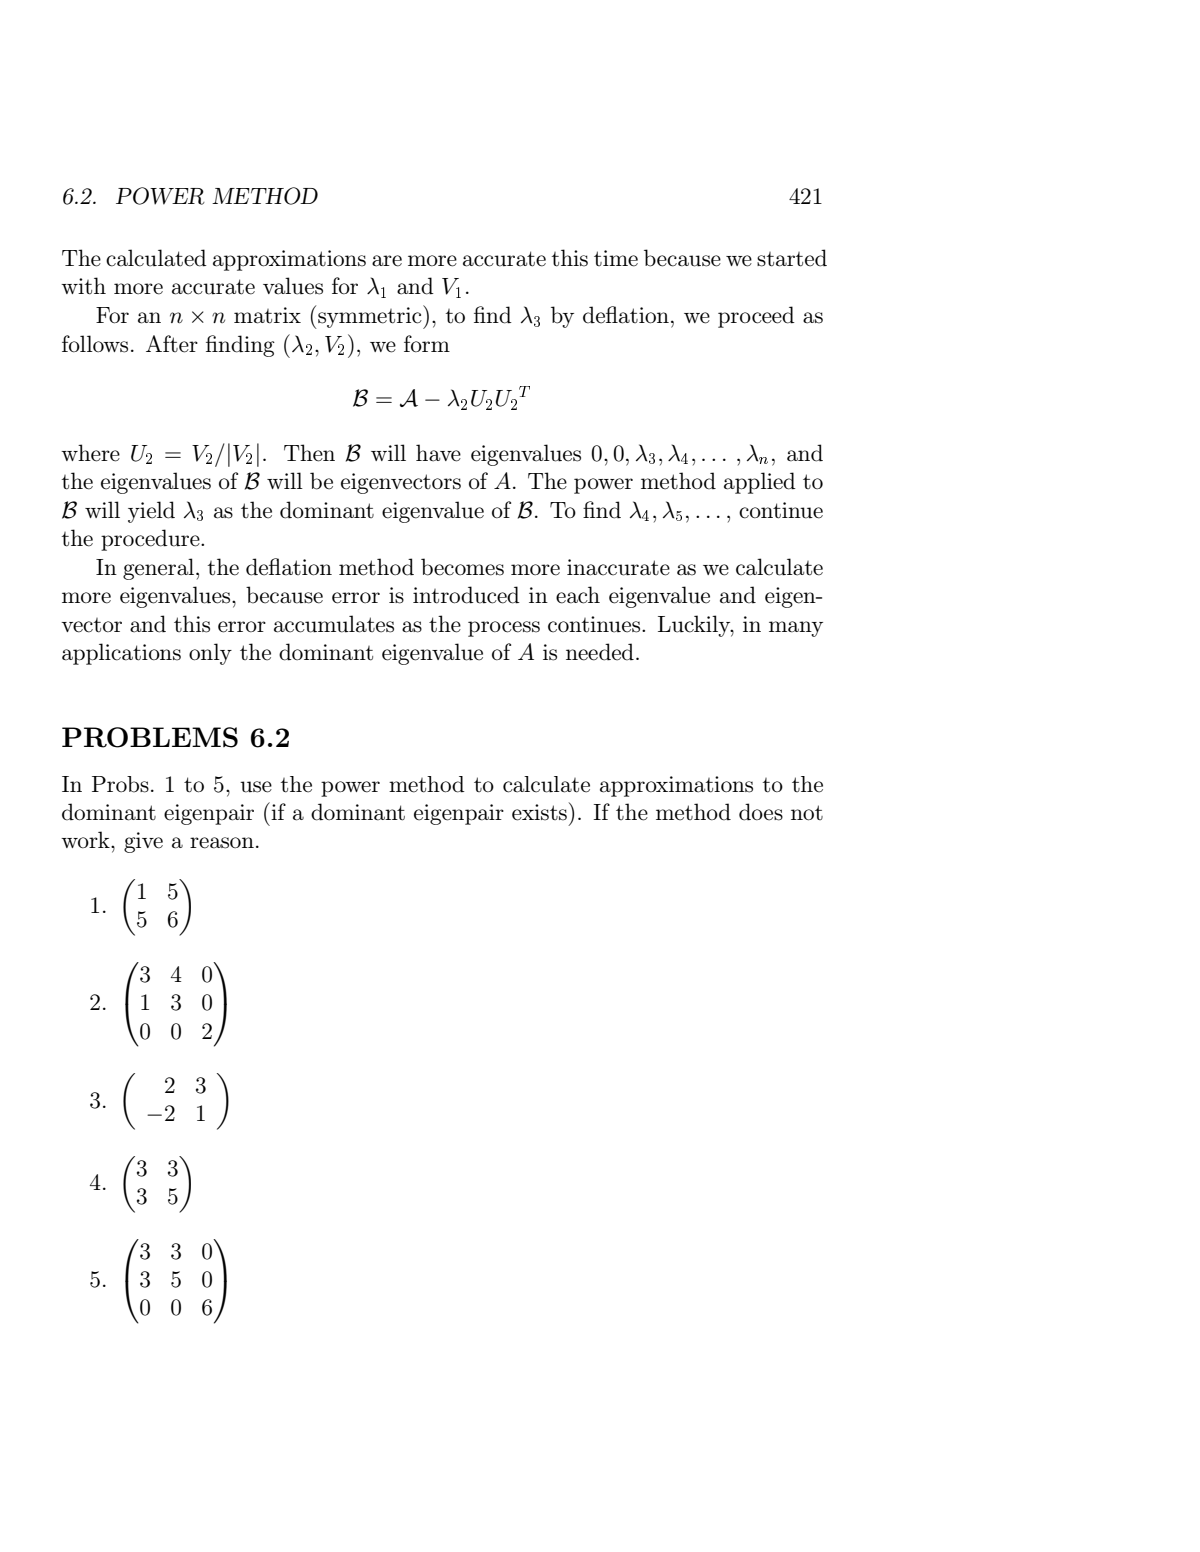 6.2. POWER METHOD 421
The calculated approximations are more accurate this time because we started
with more accurate values for λ₁ and V₁.
For an n × n matrix (symmetric), to find λ₃ by deflation, we proceed as
follows. After finding (λ₂, V₂), we form
ℬ = 𝒜 − λ₂U₂U₂ᵀ
where U₂ = V₂/|V₂|. Then ℬ will have eigenvalues 0, 0, λ₃, λ₄, . . . , λₙ, and
the eigenvalues of ℬ will be eigenvectors of A. The power method applied to
ℬ will yield λ₃ as the dominant eigenvalue of ℬ. To find λ₄, λ₅, . . . , continue
the procedure.
In general, the deflation method becomes more inaccurate as we calculate
more eigenvalues, because error is introduced in each eigenvalue and eigen-
vector and this error accumulates as the process continues. Luckily, in many
applications only the dominant eigenvalue of A is needed.
PROBLEMS 6.2
In Probs. 1 to 5, use the power method to calculate approximations to the
dominant eigenpair (if a dominant eigenpair exists). If the method does not
work, give a reason.
1. (1 5
5 6)
2. (3 4 0
1 3 0
0 0 2)
3. (2 3
−2 1)
4. (3 3
3 5)
5. (3 3 0
3 5 0
0 0 6)